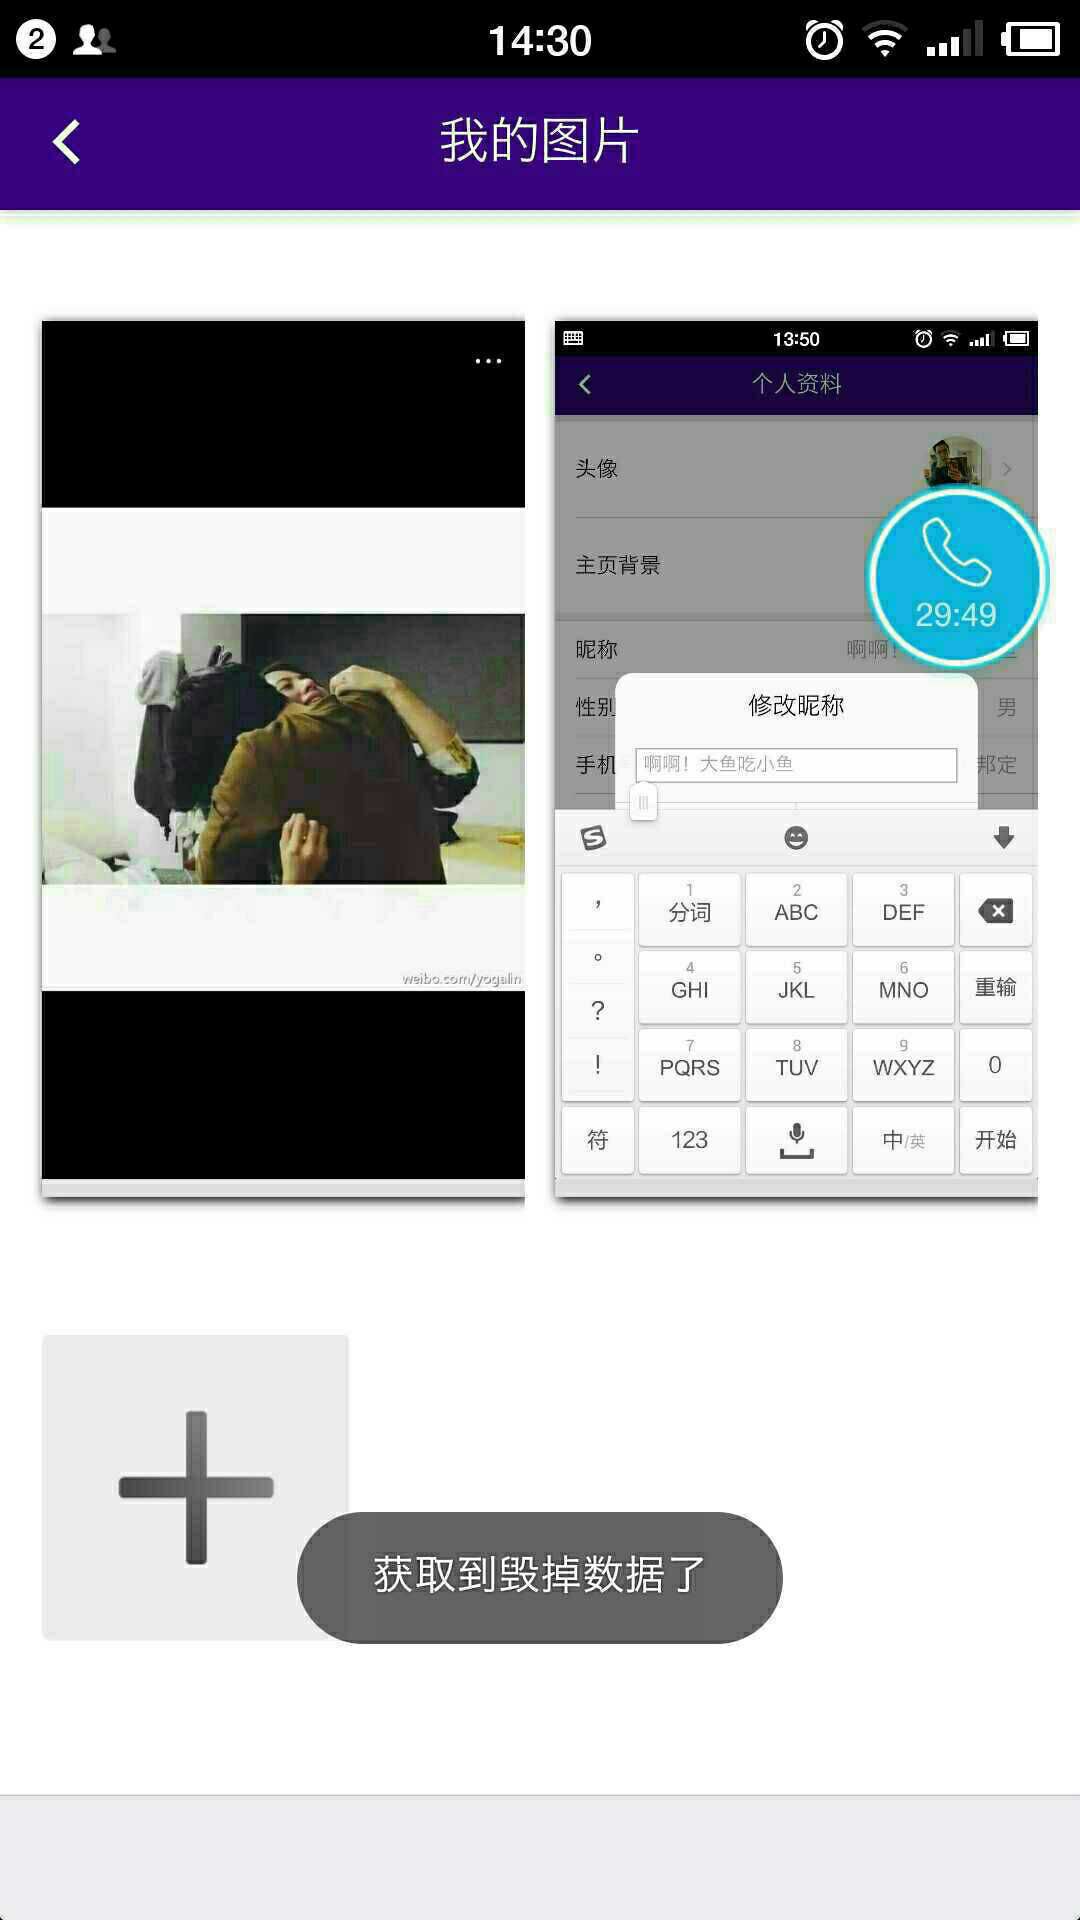 2
14:30
我的图片
weibo.com/yogalin
13:50
个人资料
头像
主页背景
29:49
昵称
啊啊!
性别
男
手机
邦定
修改昵称
啊啊！大鱼吃小鱼
，
1
分词
2
ABC
3
DEF
。
4
GHI
5
JKL
6
MNO
重输
?
7
PQRS
8
TUV
9
WXYZ
0
!
符
123
中/英
开始
获取到毁掉数据了